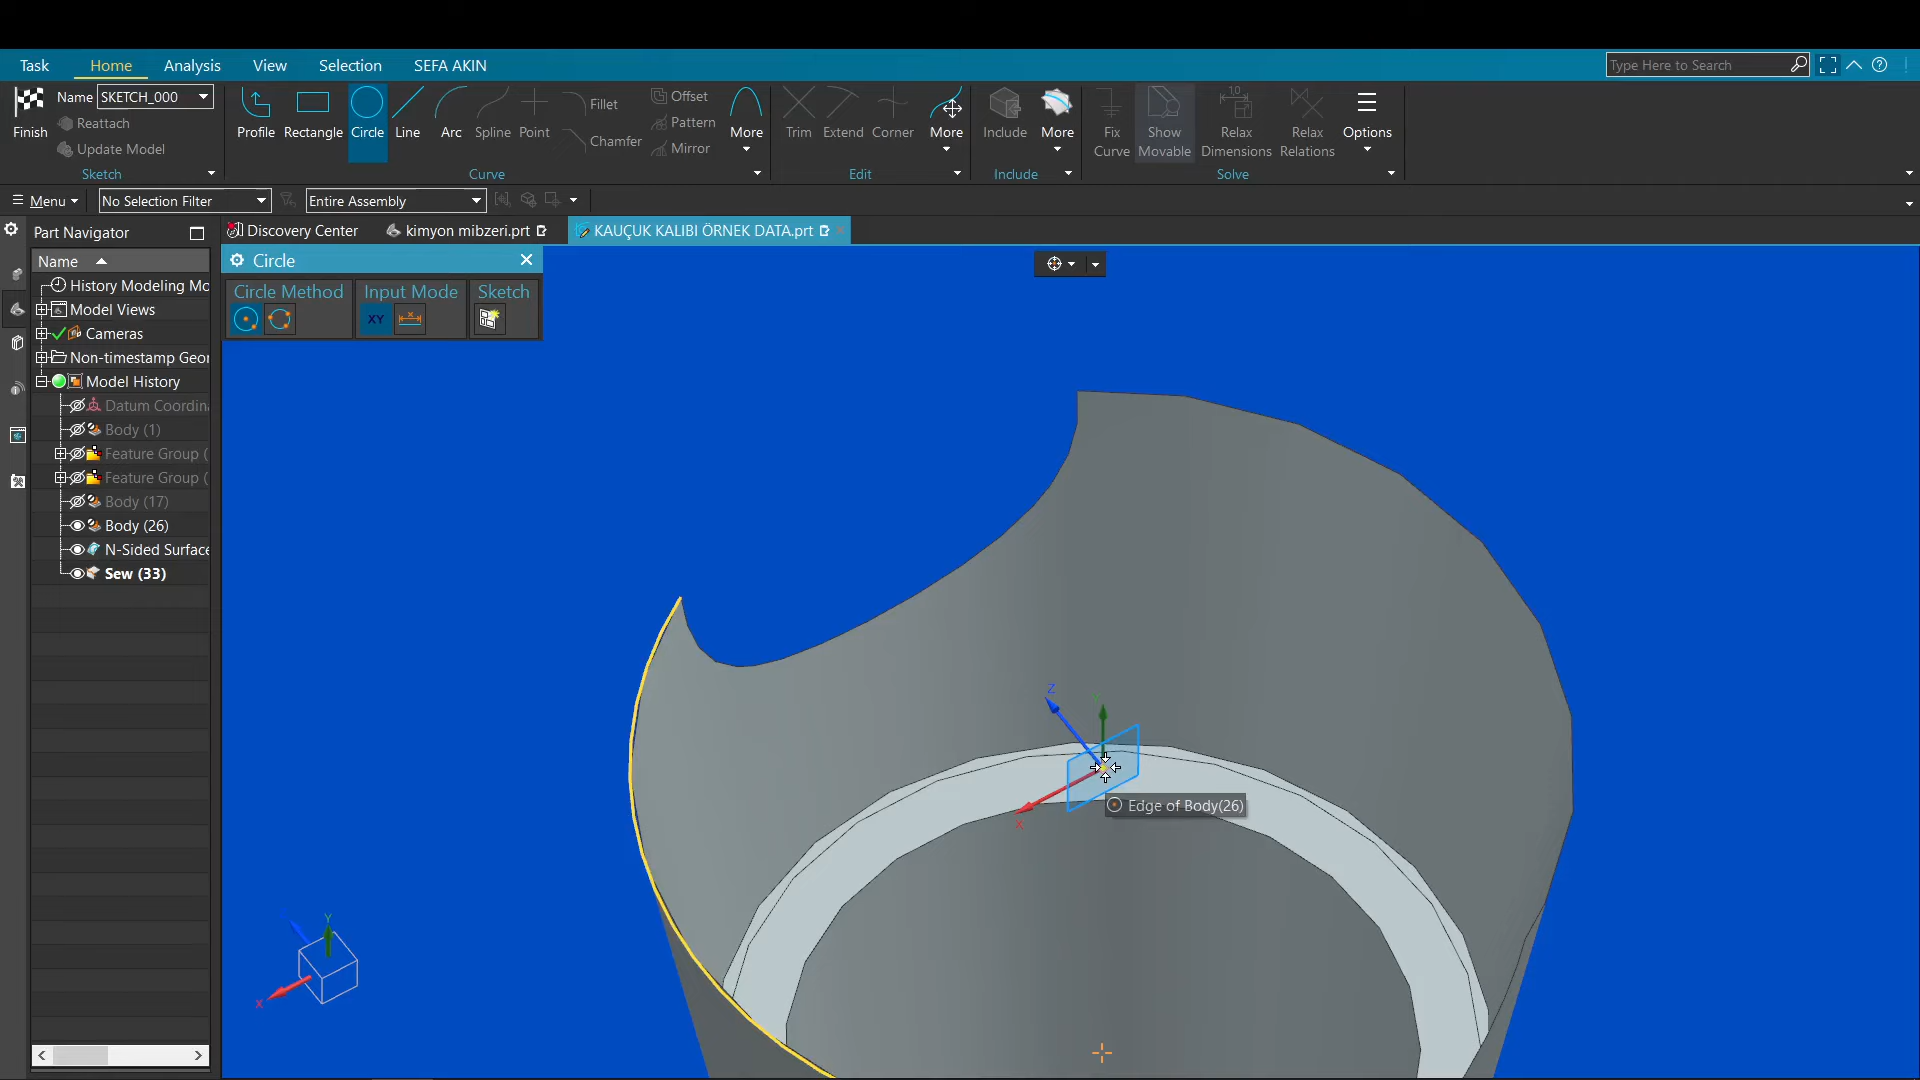 Task Home Analysis View Selection SEFA AKIN Type Here to Search
Finish Name SKETCH_000 Reattach Update Model
Profile Rectangle Circle Line Arc Spline Point Fillet Chamfer Offset Pattern Mirror More
Trim Extend Corner More Include More
Fix Curve Show Movable 10 Relax Dimensions Relax Relations Options
Sketch Curve Edit Include Solve
Menu No Selection Filter Entire Assembly
Part Navigator Discovery Center kimyon mibzeri.prt KAUÇUK KALIBI ÖRNEK DATA.prt
Name
History Modeling Mo
Model Views
Cameras
Non-timestamp Geor
Model History
Datum Coordin
Body (1)
Feature Group (
Feature Group (
Body (17)
Body (26)
N-Sided Surface
Sew (33)
Circle
Circle Method Input Mode Sketch
XY
Z
X
Edge of Body(26)
Y
X